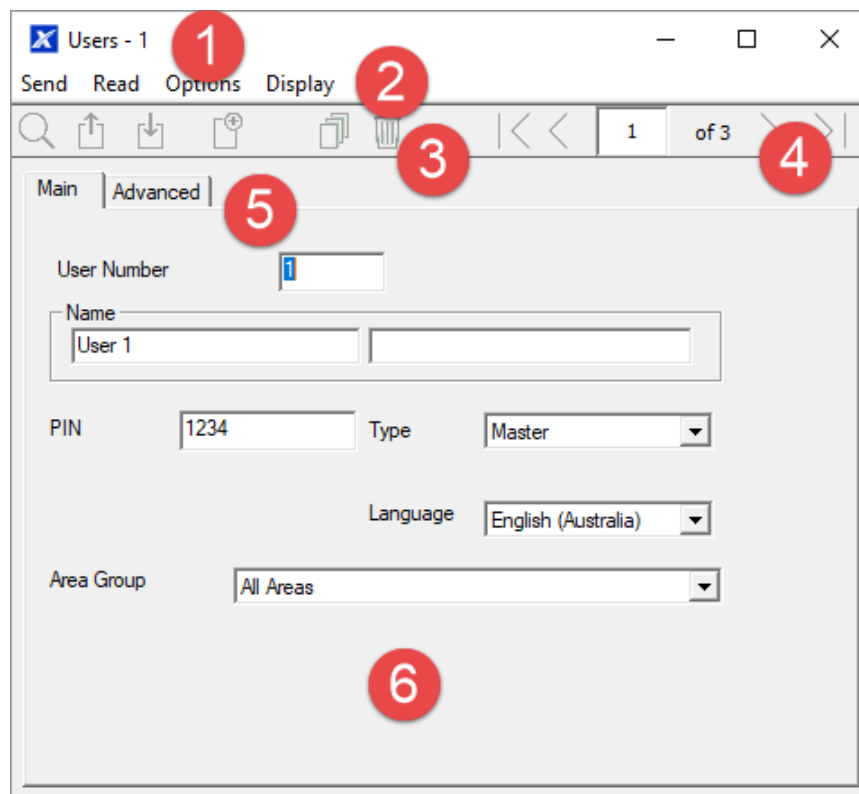 Users - 1
1
Send Read Options Display
2
1 of 3
3
4
Main Advanced
5
User Number 1
Name
User 1
PIN 1234 Type Master
Language English (Australia)
Area Group All Areas
6